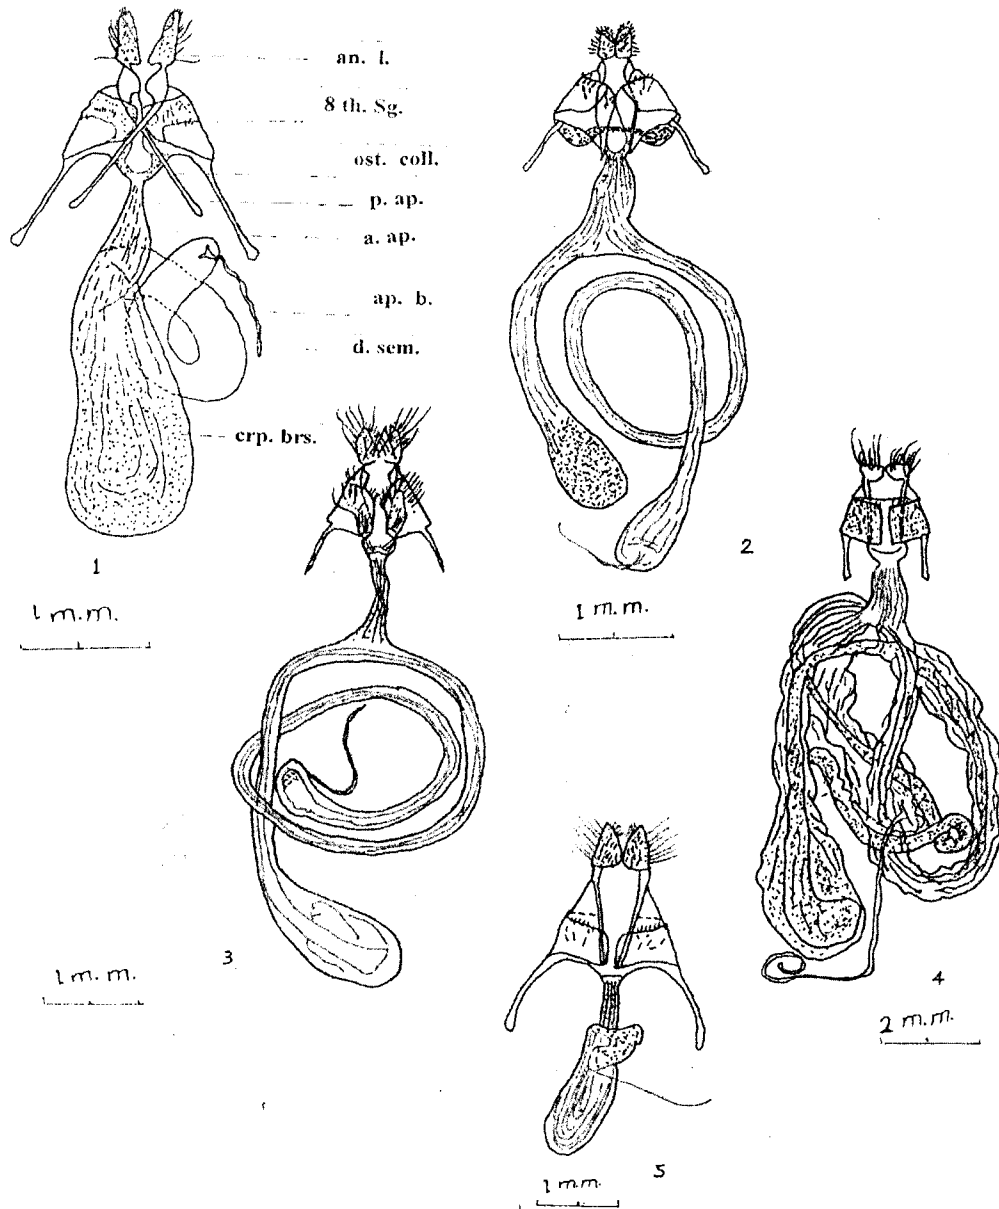 an. l.
8 th. Sg.
ost. coll.
p. ap.
a. ap.
ap. b.
d. sem.
crp. brs.
1
1 m.m.
2
1 m.m.
3
1 m.m.
4
2 m.m.
5
1 m.m.